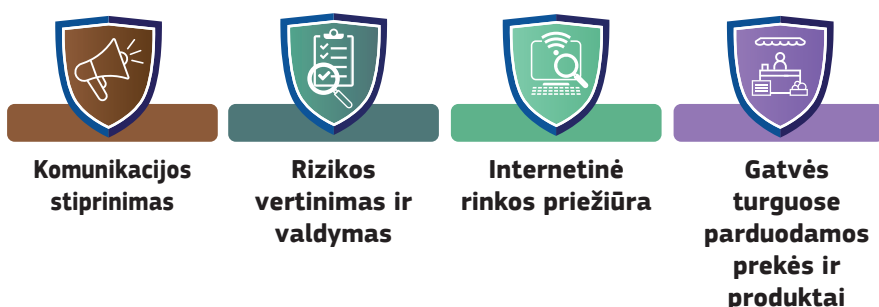 Komunikacijos
stiprinimas
Rizikos
vertinimas ir
valdymas
Internetinė
rinkos priežiūra
Gatvės
turguose
parduodamos
prekės ir
produktai